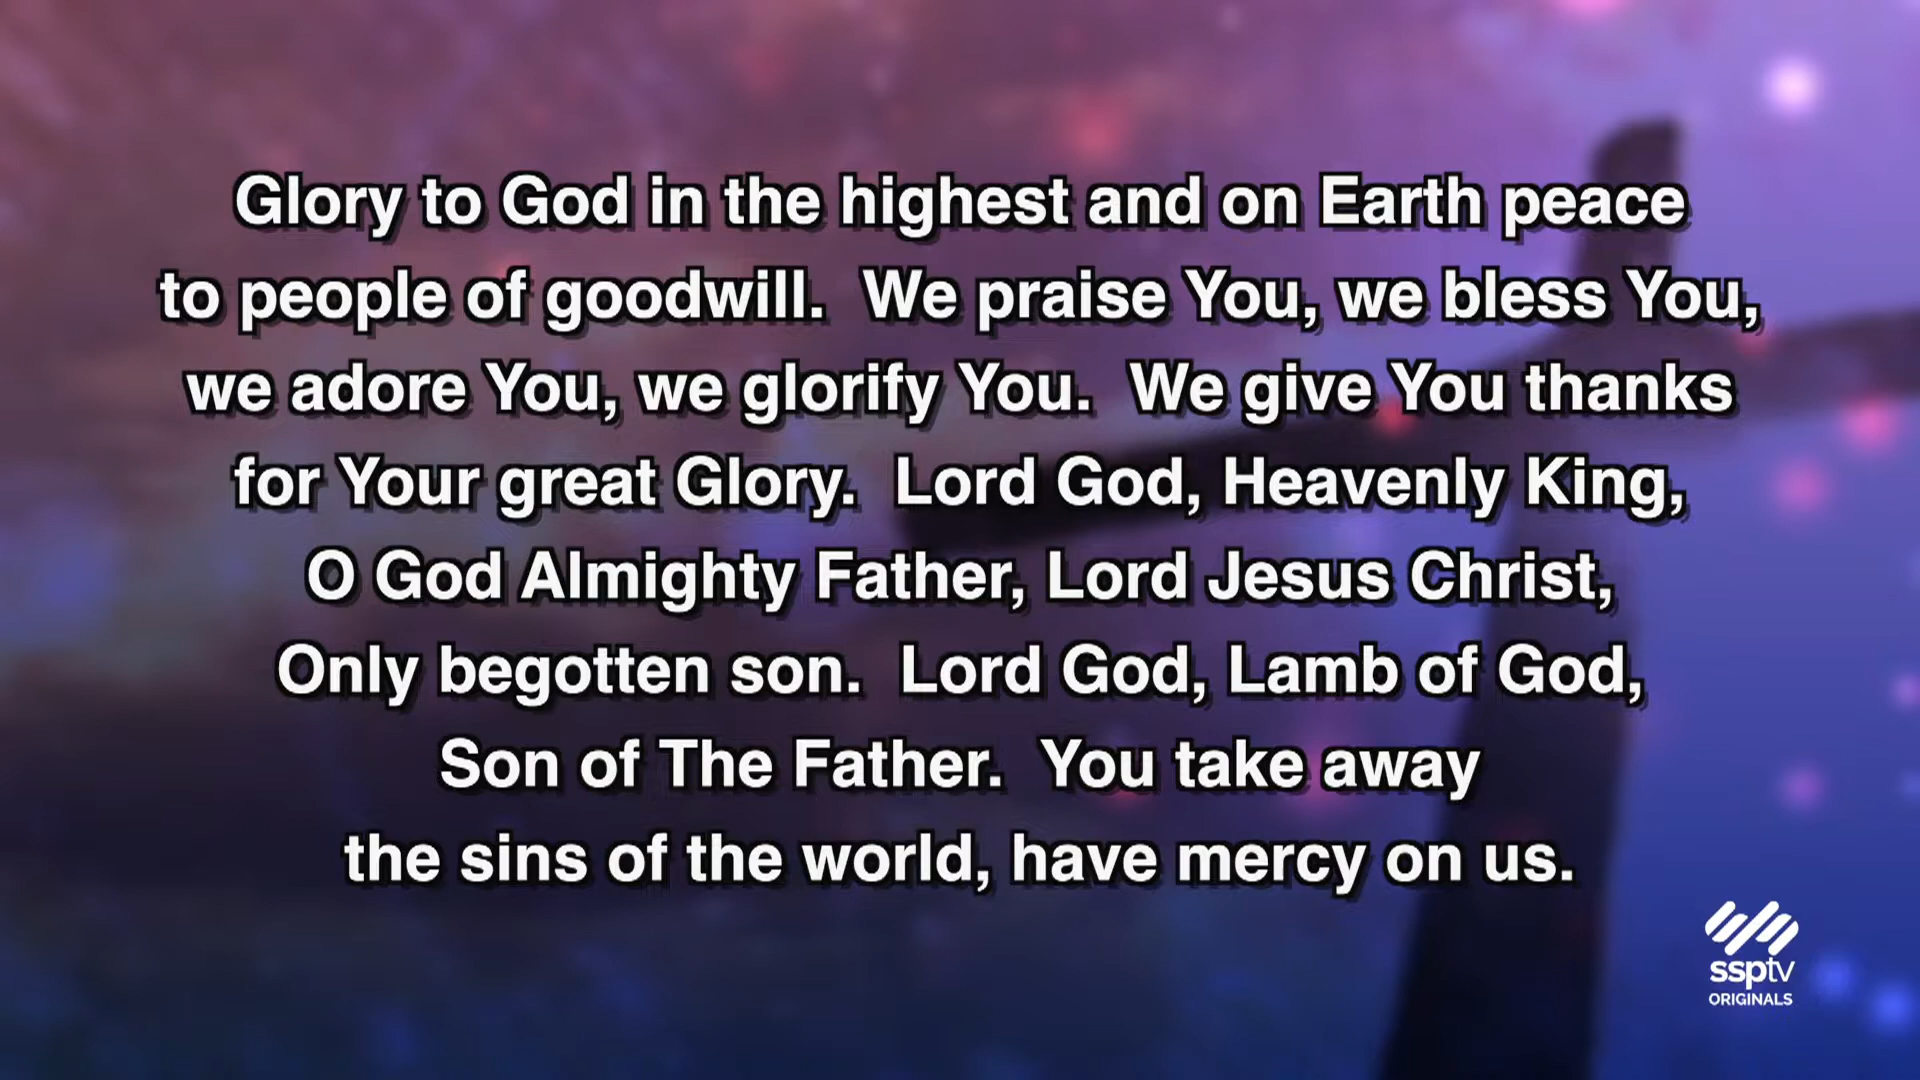 Glory to God in the highest and on Earth peace
to people of goodwill.  We praise You, we bless You,
we adore You, we glorify You.  We give You thanks
for Your great Glory.  Lord God, Heavenly King,
O God Almighty Father, Lord Jesus Christ,
Only begotten son.  Lord God, Lamb of God,
Son of The Father.  You take away
the sins of the world, have mercy on us.
ssptv
ORIGINALS